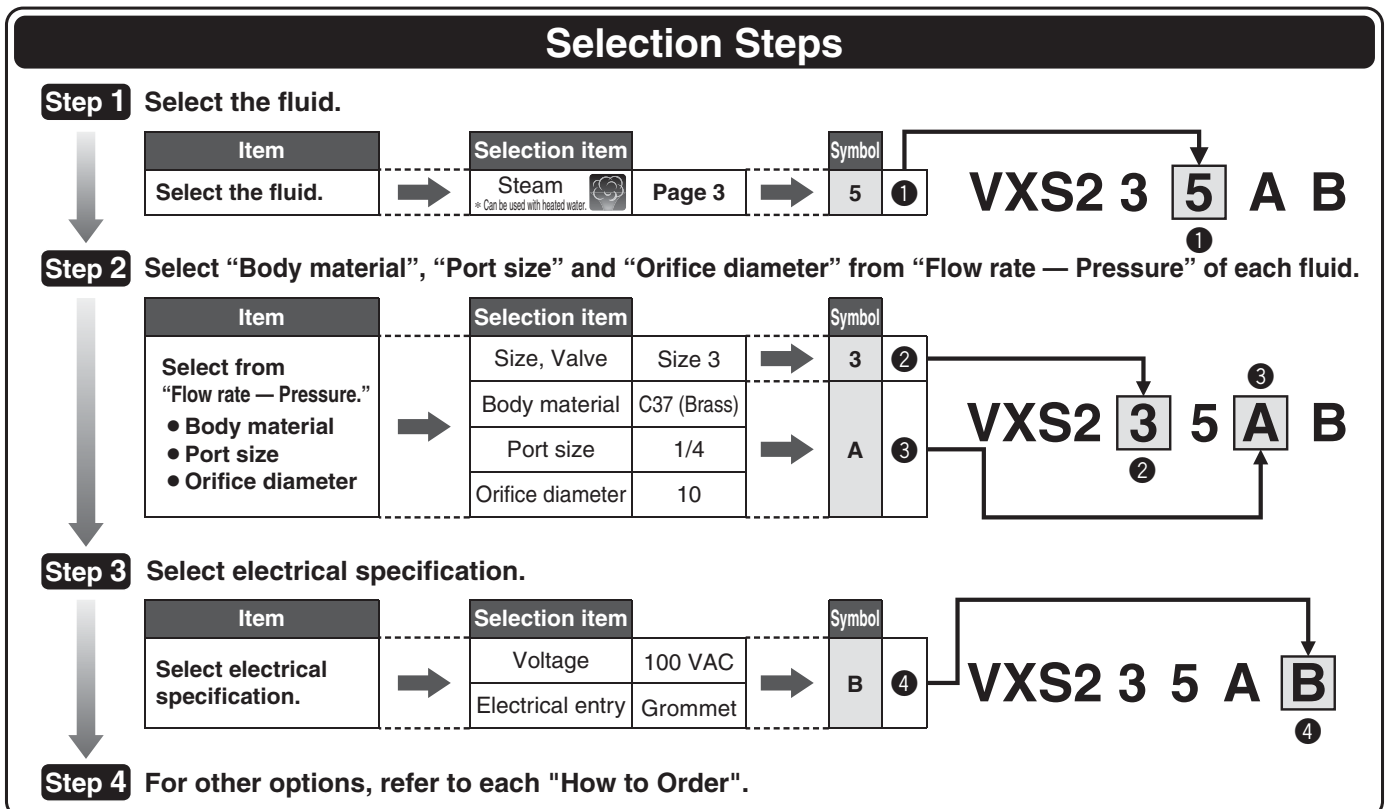 Selection Steps
Step 1 Select the fluid.
Item Selection item Symbol
Select the fluid. Steam Page 3 5 ❶
* Can be used with heated water.
VXS2 3 5 A B
❶
Step 2 Select “Body material”, “Port size” and “Orifice diameter” from “Flow rate — Pressure” of each fluid.
Item Selection item Symbol
Select from
“Flow rate — Pressure.”
● Body material
● Port size
● Orifice diameter
Size, Valve Size 3 3 ❷
Body material C37 (Brass)
Port size 1/4 A ❸
Orifice diameter 10
❸
VXS2 3 5 A B
❷
Step 3 Select electrical specification.
Item Selection item Symbol
Select electrical
specification.
Voltage 100 VAC
Electrical entry Grommet
B ❹
VXS2 3 5 A B
❹
Step 4 For other options, refer to each "How to Order".